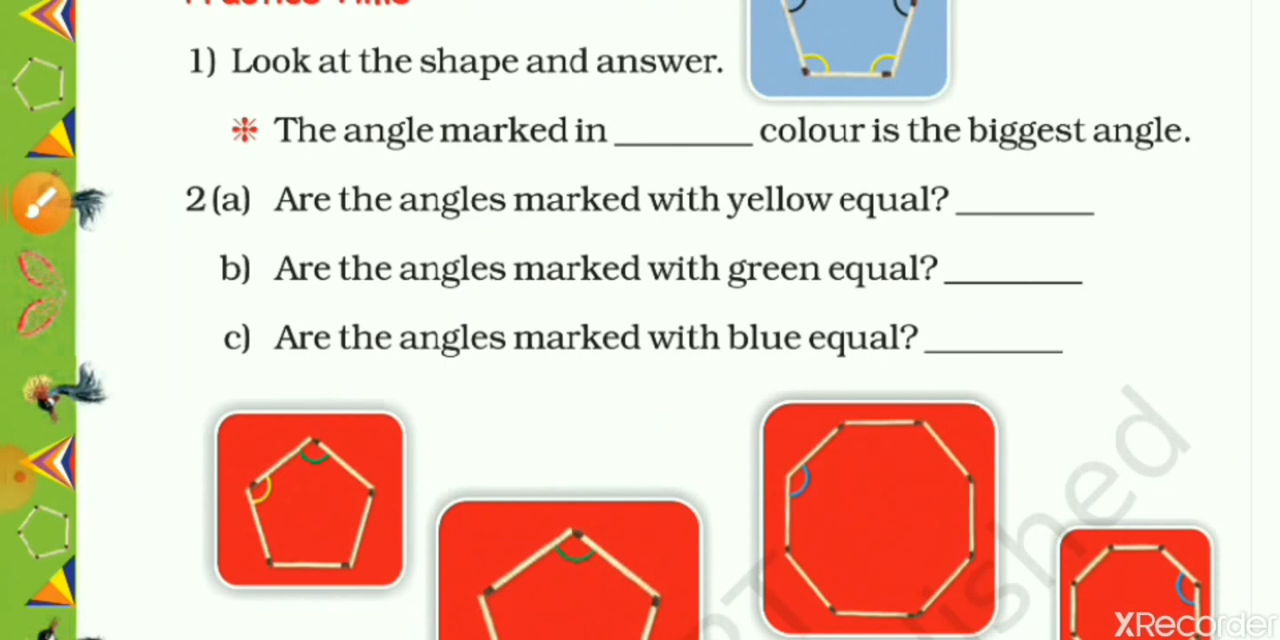 Practice Time
1) Look at the shape and answer.
❉ The angle marked in ________ colour is the biggest angle.
2 (a) Are the angles marked with yellow equal? ________
b) Are the angles marked with green equal? ________
c) Are the angles marked with blue equal? ________
XRecorder